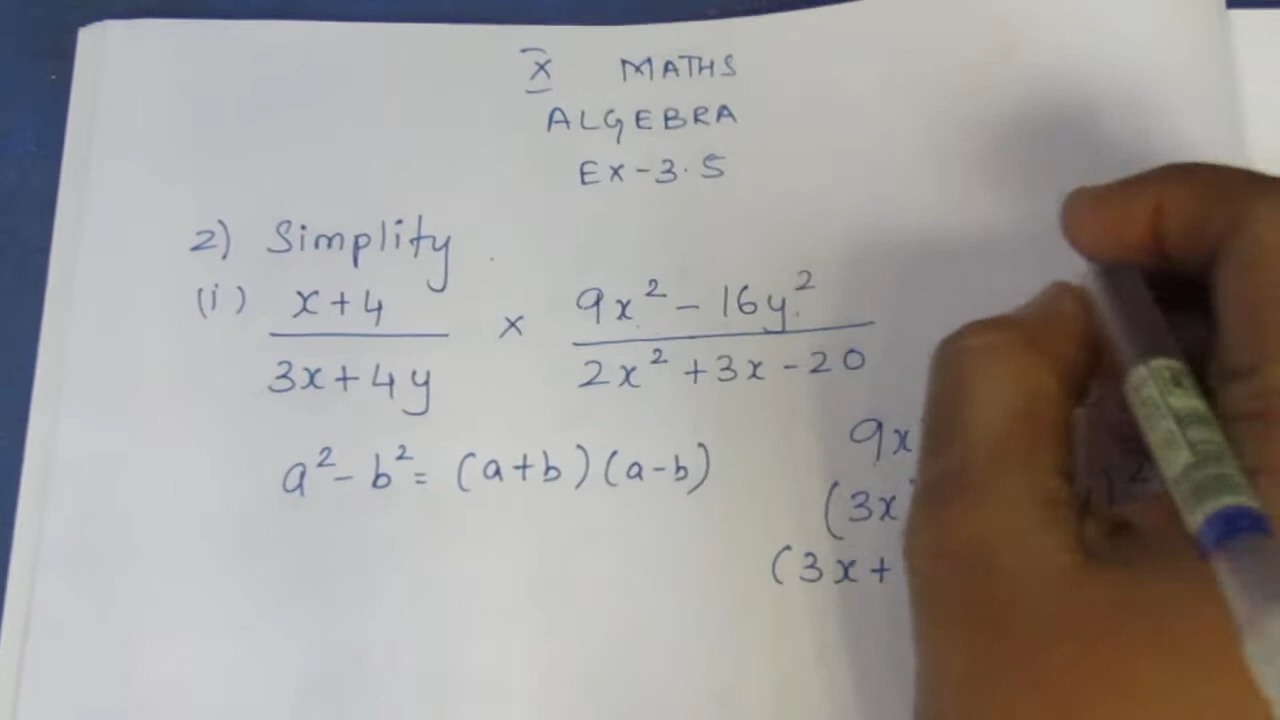 X MATHS
ALGEBRA
EX-3.5
2) Simplify
(i) x+4 / 3x+4y × 9x² - 16y² / 2x² + 3x - 20
a² - b² = (a+b)(a-b)
9x
(3x
)²
(3x+